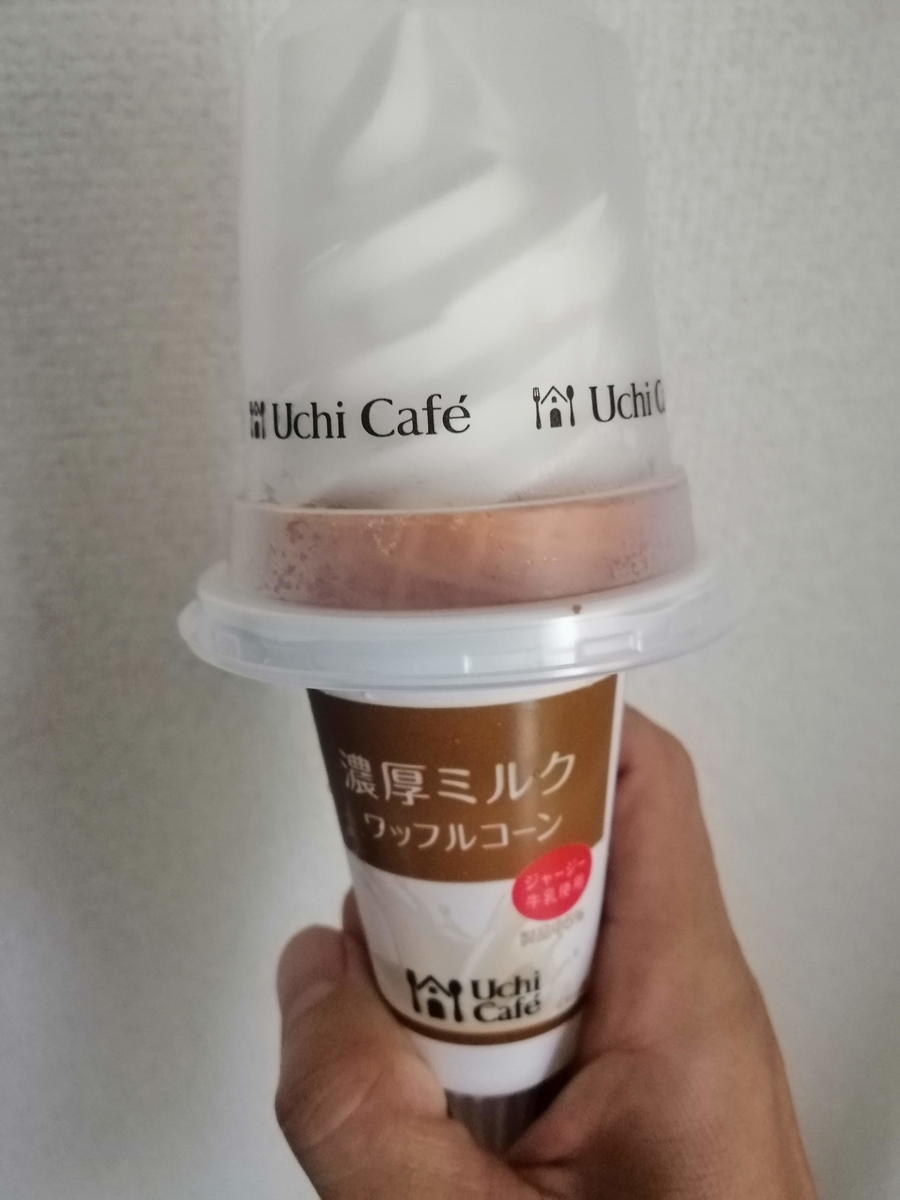 Uchi Café
Uchi
濃厚ミルク
ワッフルコーン
ジャージー
牛乳使用
Uchi
Café